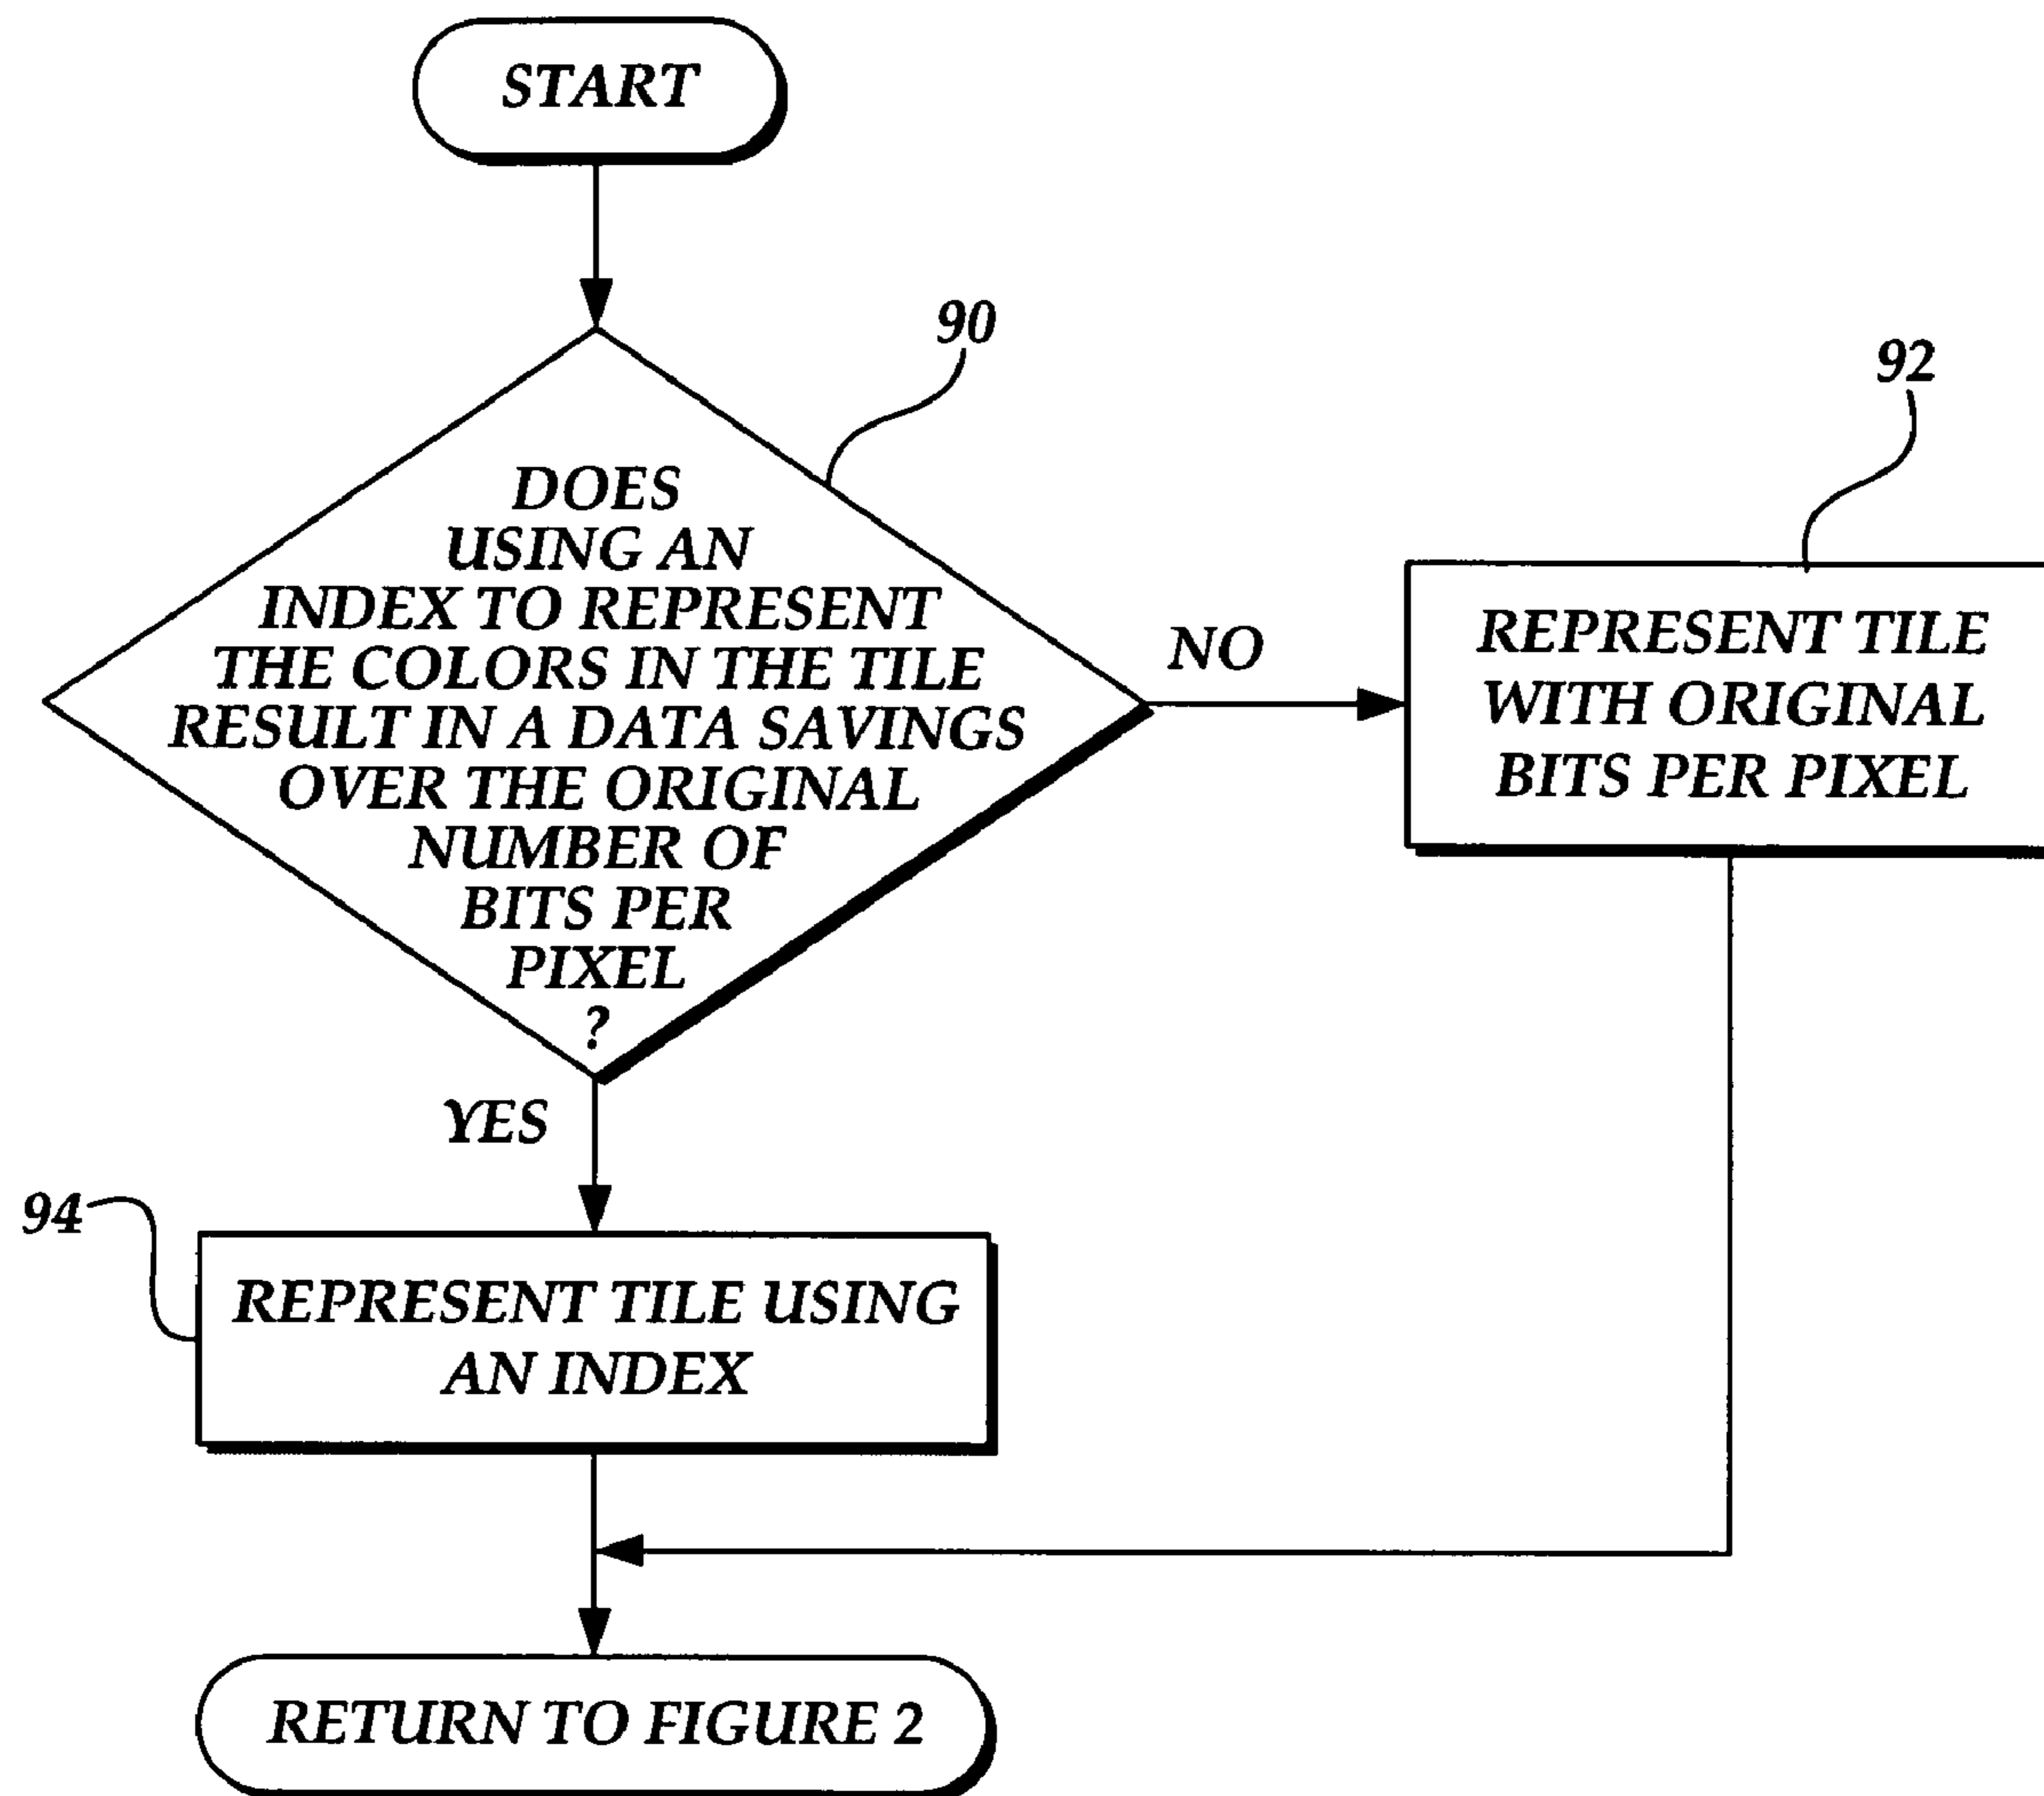 START
90
DOES
USING AN
INDEX TO REPRESENT
THE COLORS IN THE TILE
RESULT IN A DATA SAVINGS
OVER THE ORIGINAL
NUMBER OF
BITS PER
PIXEL
?
NO
92
REPRESENT TILE
WITH ORIGINAL
BITS PER PIXEL
YES
94
REPRESENT TILE USING
AN INDEX
RETURN TO FIGURE 2